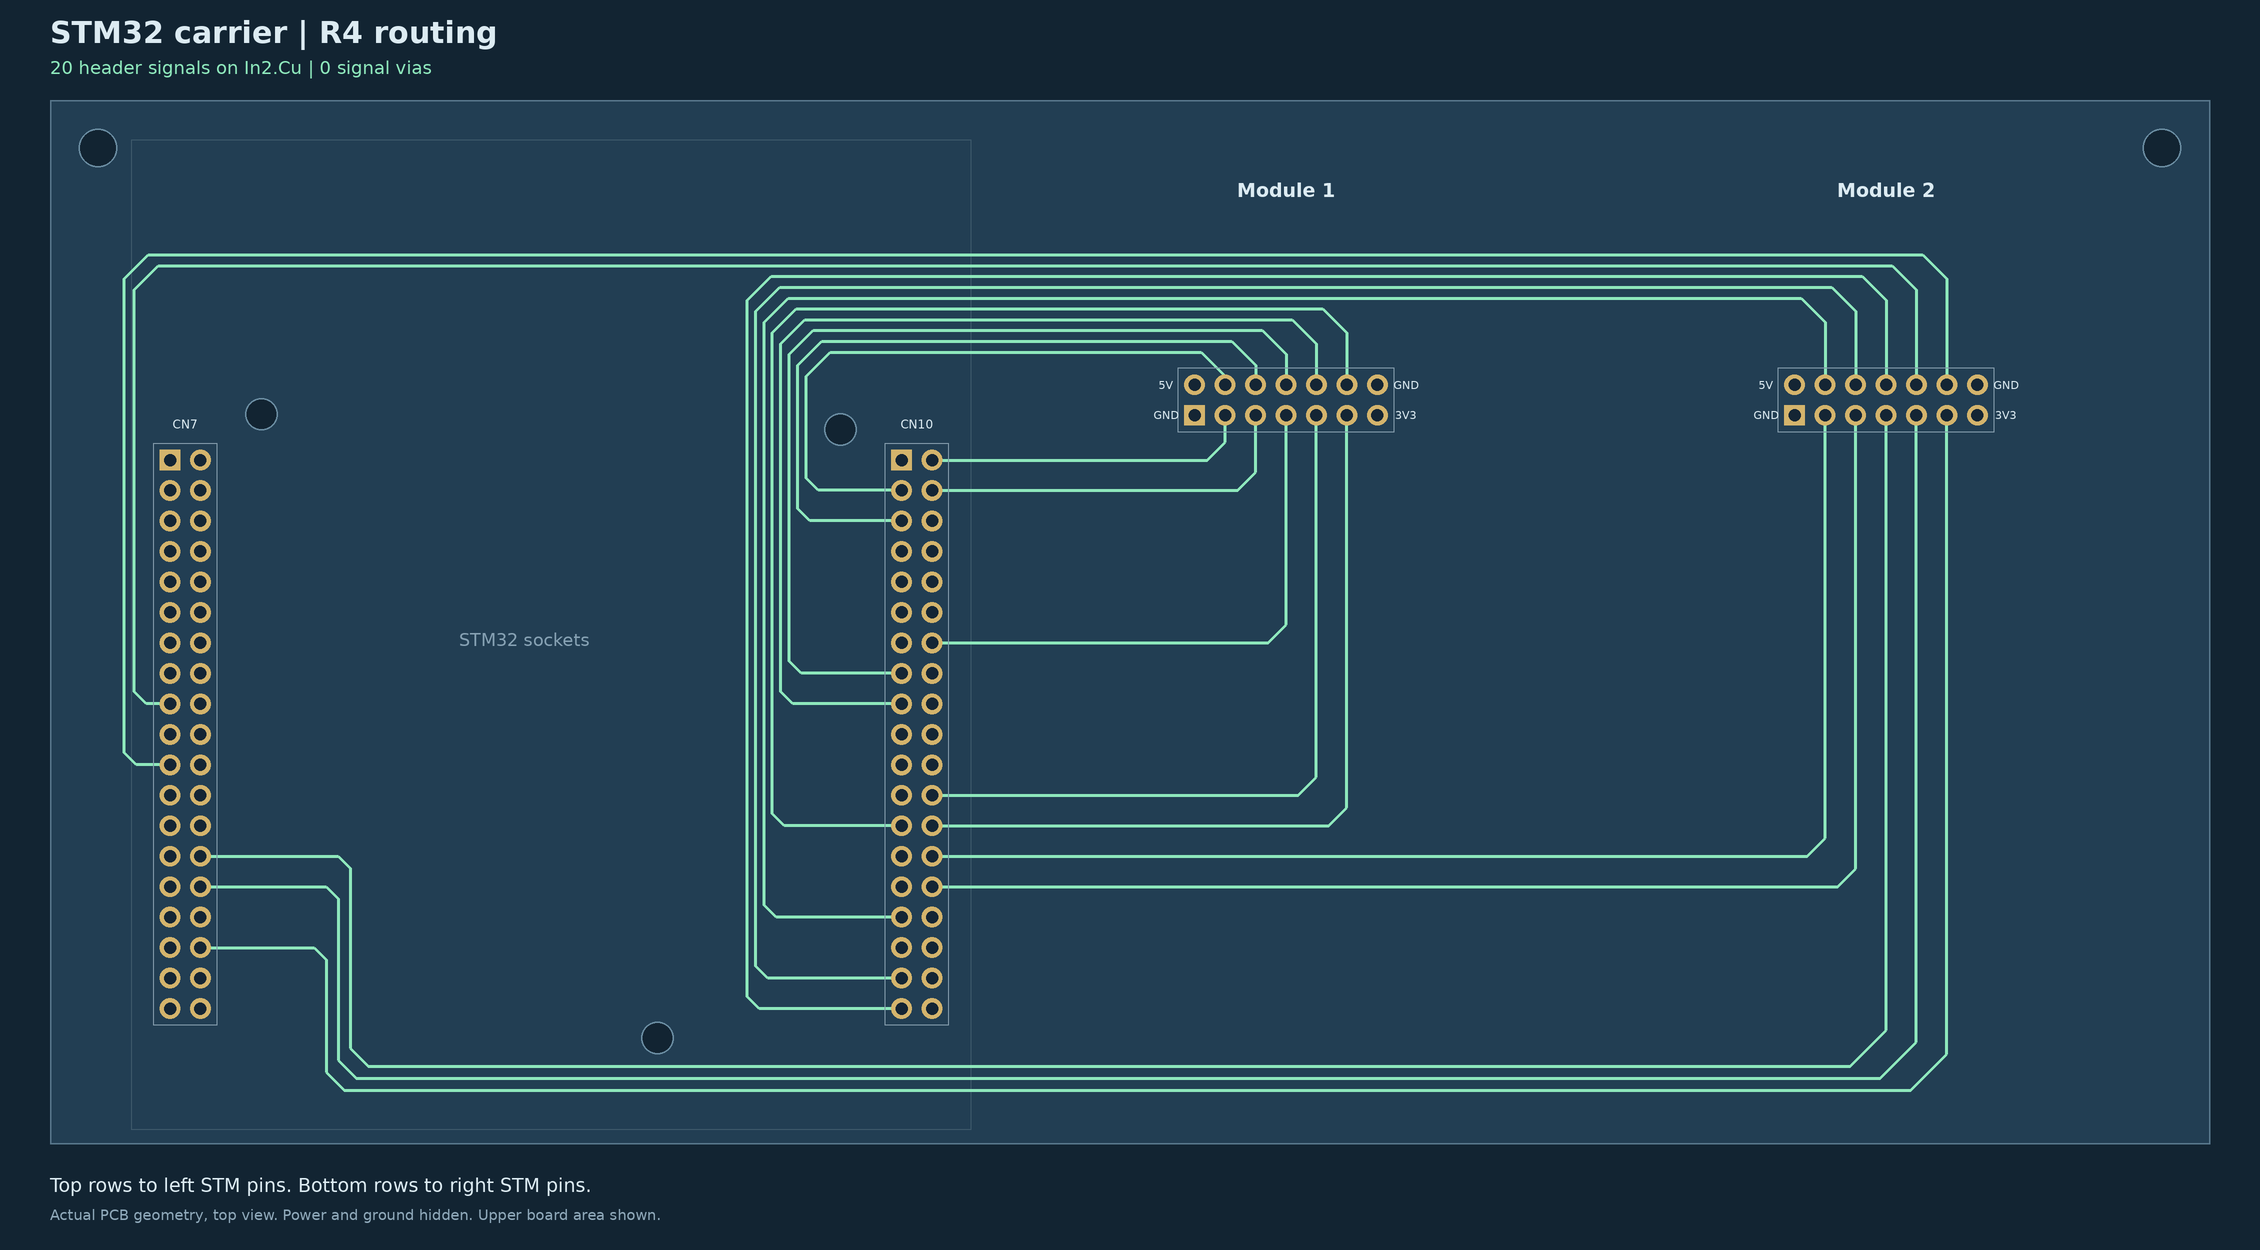 STM32 carrier | R4 routing
20 header signals on In2.Cu | 0 signal vias
Module 1
Module 2
5V
GND
5V
GND
GND
3V3
GND
3V3
CN7
CN10
STM32 sockets
Top rows to left STM pins. Bottom rows to right STM pins.
Actual PCB geometry, top view. Power and ground hidden. Upper board area shown.